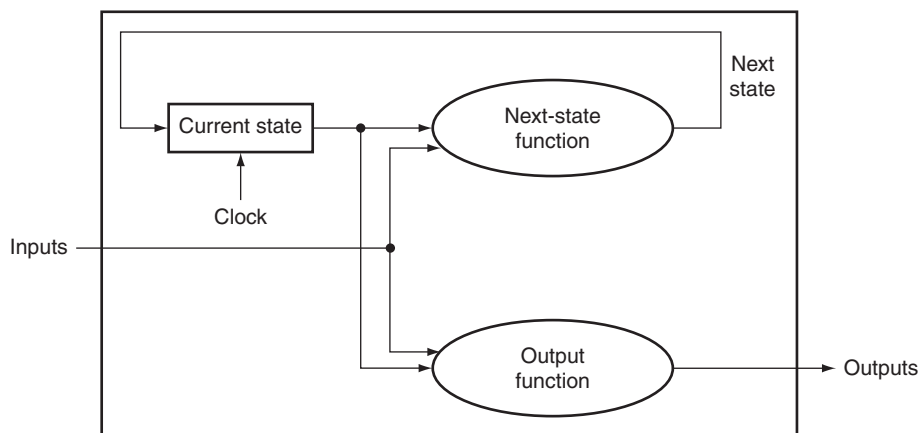 Next
state
Next-state
function
Current state
Clock
Inputs
Output
function
Outputs